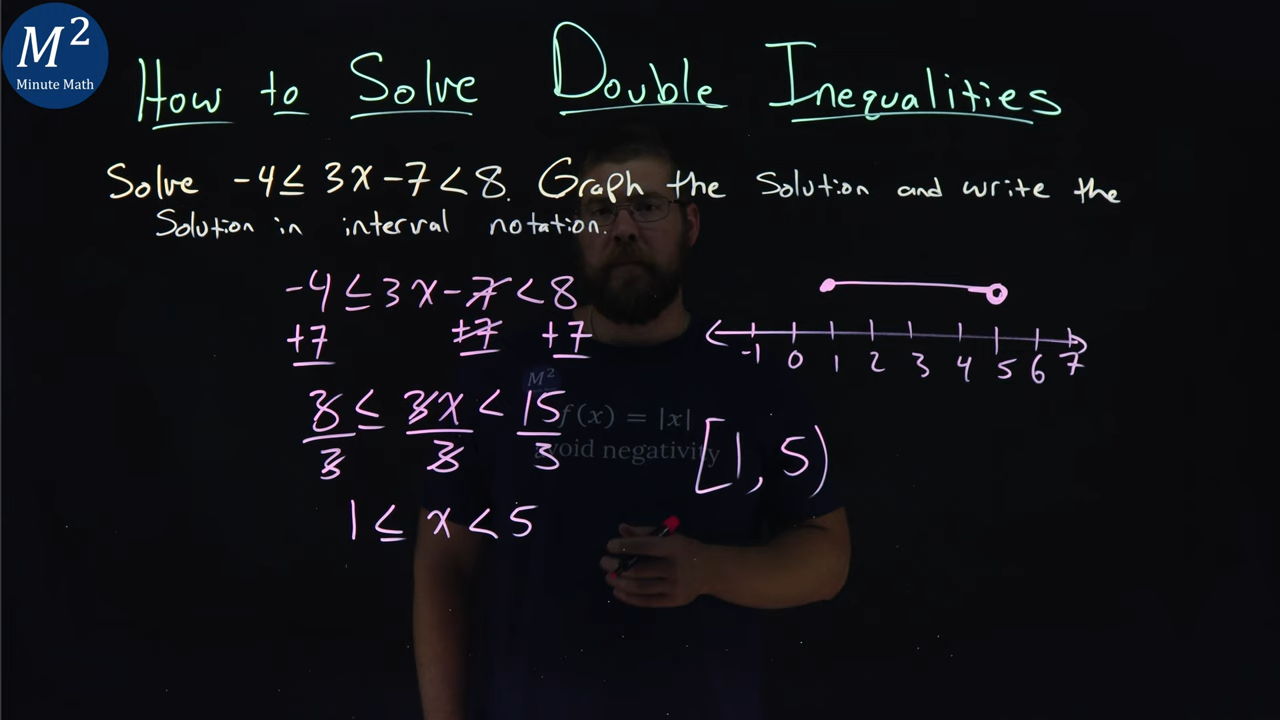 M²
Minute Math
How to Solve Double Inequalities
Solve -4 ≤ 3x - 7 < 8. Graph the Solution and write the
Solution in interval notation.
-4 ≤ 3x - 7 < 8
+7 +7 +7
3 ≤ 3x < 15
3 3 3
1 ≤ x < 5
-1 0 1 2 3 4 5 6 7
[1, 5)
M²
f(x) = |x|
avoid negativity